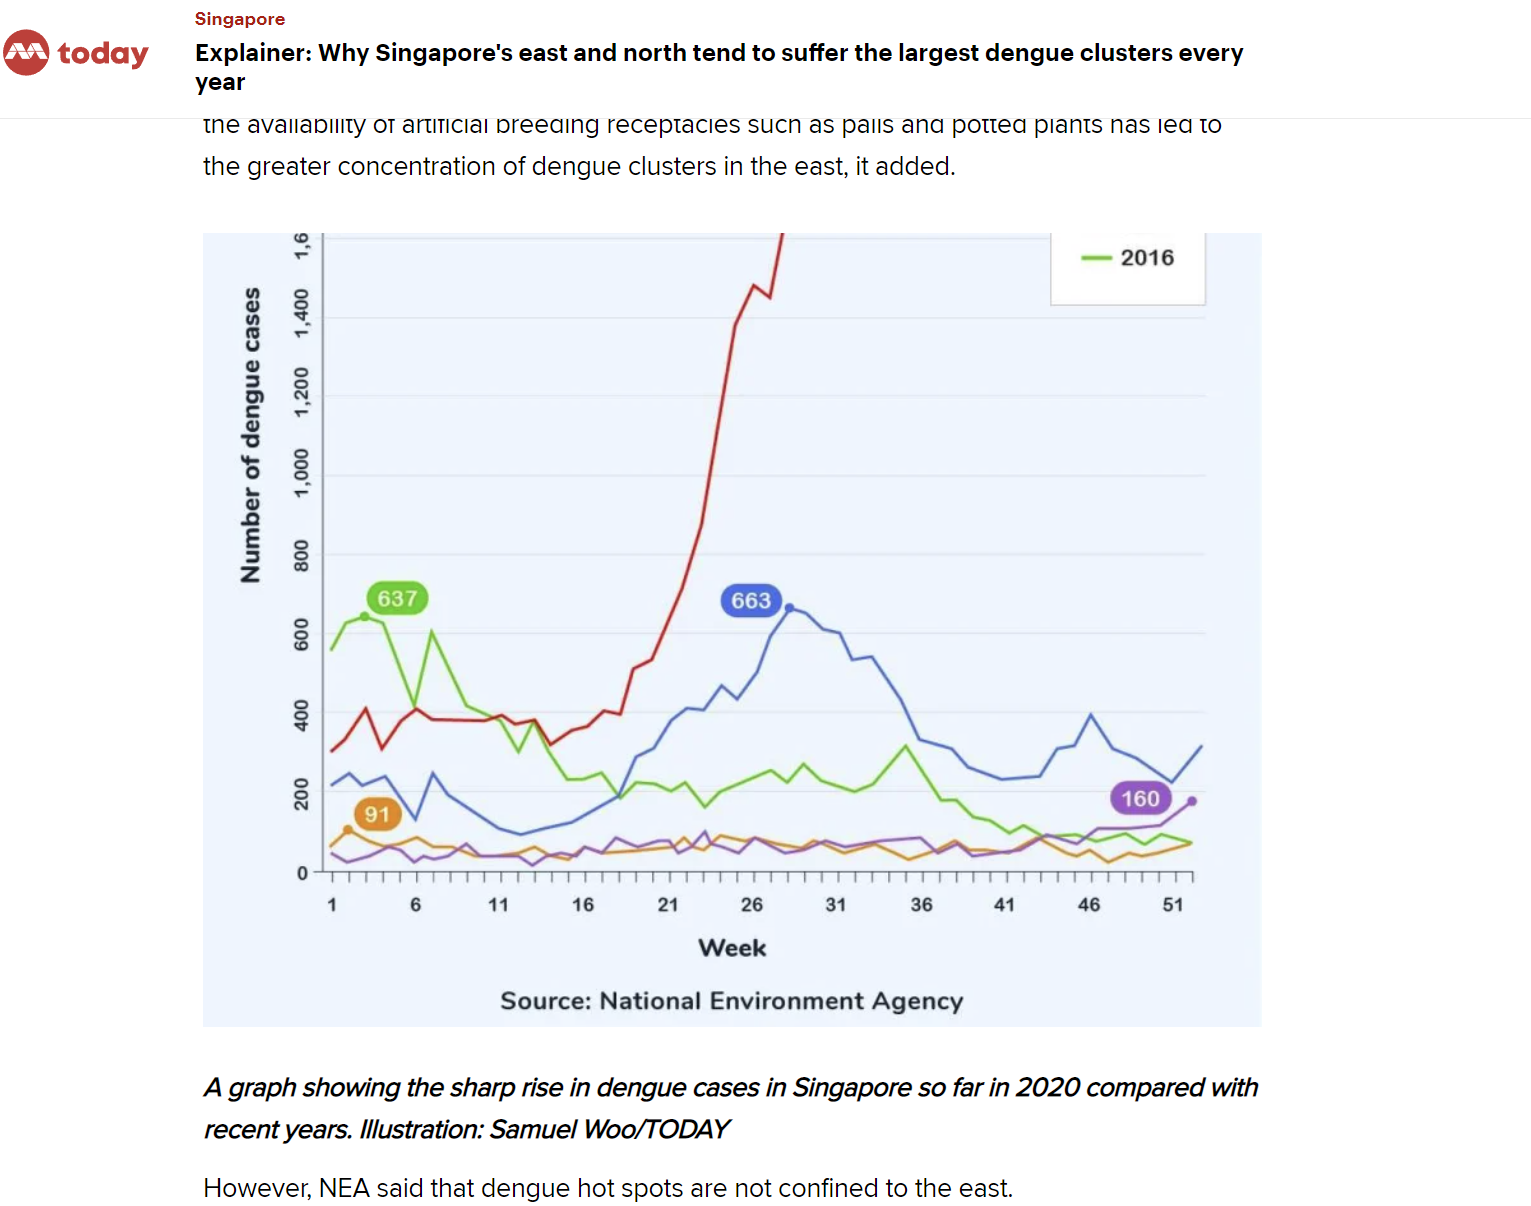 today
Singapore
Explainer: Why Singapore's east and north tend to suffer the largest dengue clusters every
year
the availability of artificial breeding receptacles such as pails and potted plants has led to
the greater concentration of dengue clusters in the east, it added.
2016
Number of dengue cases
1,6
1,400
1,200
1,000
800
600
400
200
0
637
663
91
160
1 6 11 16 21 26 31 36 41 46 51
Week
Source: National Environment Agency
A graph showing the sharp rise in dengue cases in Singapore so far in 2020 compared with
recent years. Illustration: Samuel Woo/TODAY
However, NEA said that dengue hot spots are not confined to the east.